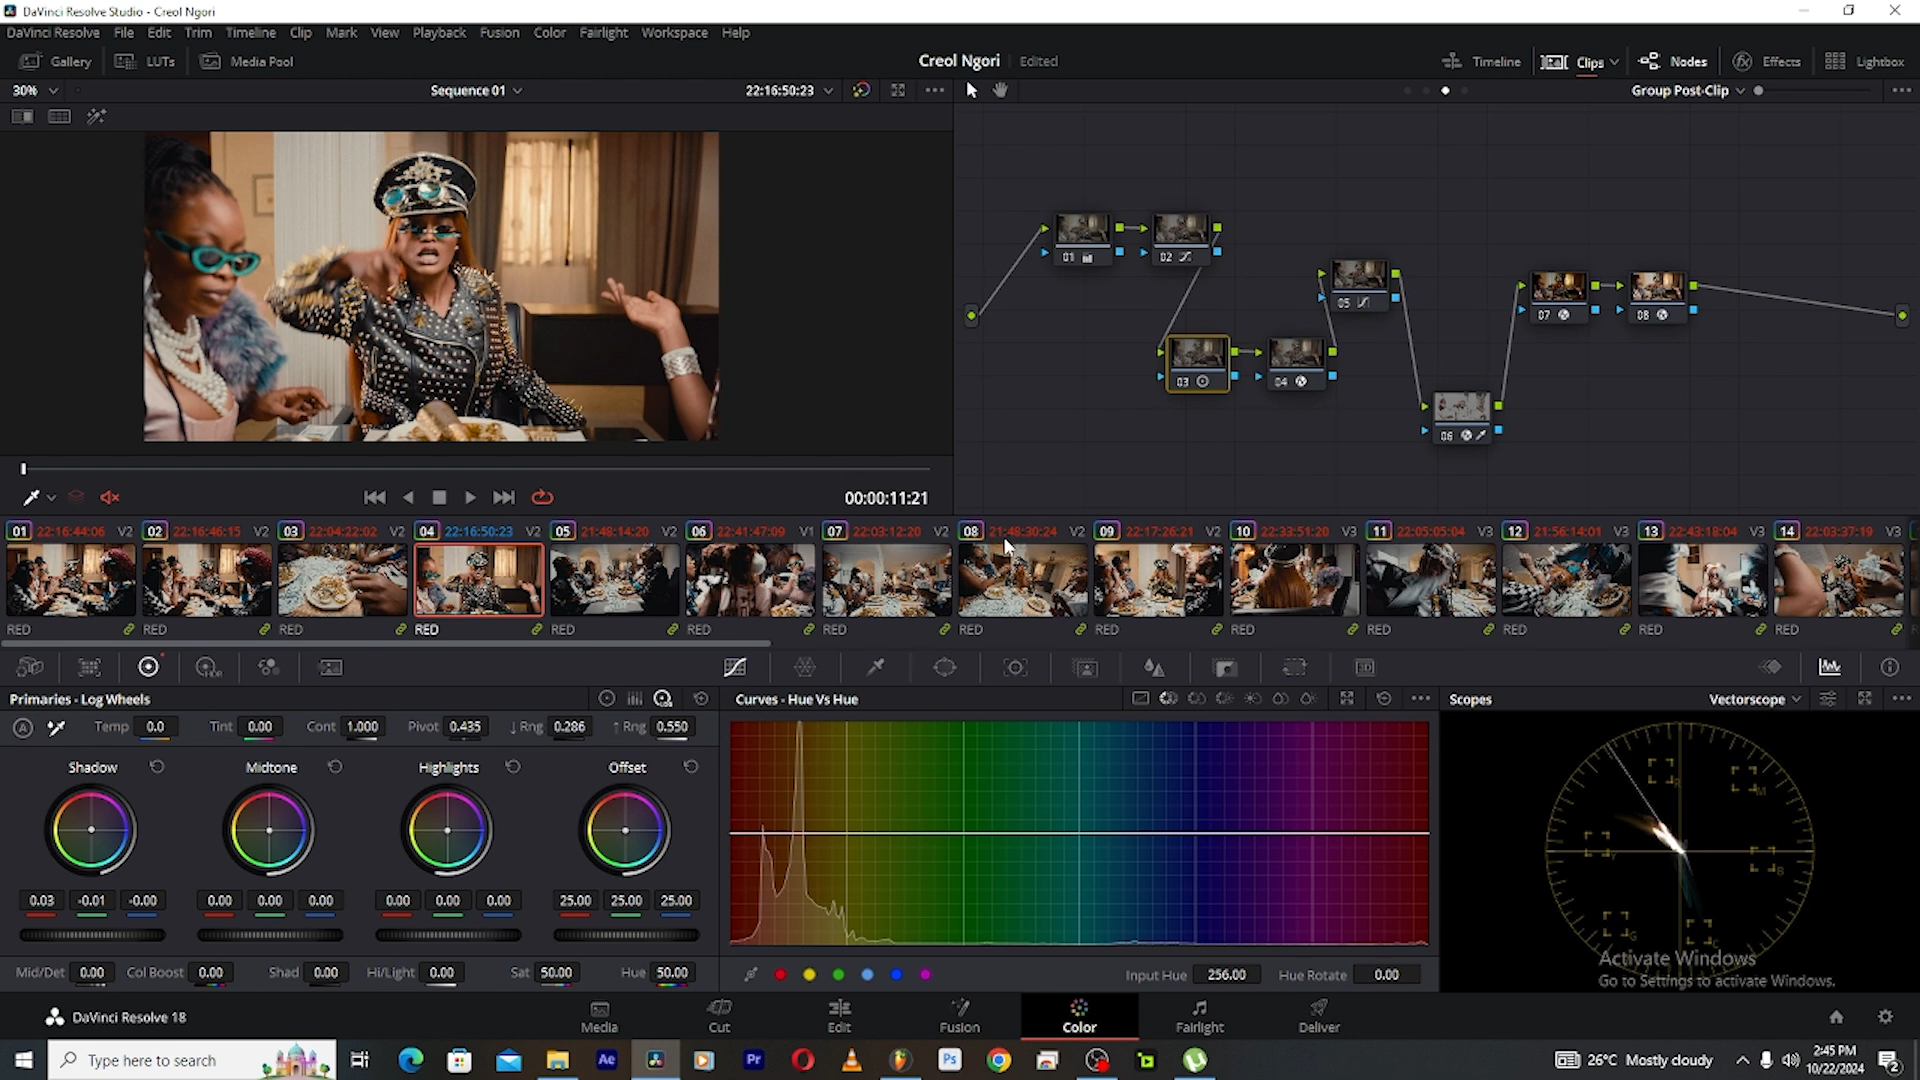 DaVinci Resolve Studio - Creol Ngori
DaVinci Resolve File Edit Trim Timeline Clip Mark View Playback Fusion Color Fairlight Workspace Help
Gallery LUTs Media Pool Creol Ngori Edited Timeline Clips Nodes Effects Lightbox
30% Sequence 01 22:16:50:23 Group Post-Clip
01 02
05
07 08
03 04
06
00:00:11:21
01 22:16:44:06 V2 02 22:16:46:15 V2 03 22:04:22:02 V2 04 22:16:50:23 V2 05 21:48:14:20 V2 06 22:41:47:09 V1 07 22:03:12:20 V2 08 21:48:30:24 V2 09 22:17:26:21 V2 10 22:33:51:20 V3 11 22:05:05:04 V3 12 21:56:14:01 V3 13 22:43:18:04 V3 14 22:03:37:19 V3
RED RED RED RED RED RED RED RED RED RED RED RED RED RED
HDR 3D
Primaries - Log Wheels Curves - Hue Vs Hue Scopes Vectorscope
A Temp 0.0 Tint 0.00 Cont 1.000 Pivot 0.435 ↓ Rng 0.286 ↑ Rng 0.550
Shadow Midtone Highlights Offset
R M
Y B
G C
0.03 -0.01 -0.00 0.00 0.00 0.00 0.00 0.00 0.00 25.00 25.00 25.00
Mid/Det 0.00 Col Boost 0.00 Shad 0.00 Hi/Light 0.00 Sat 50.00 Hue 50.00
Input Hue 256.00 Hue Rotate 0.00
Activate Windows
Go to Settings to activate Windows.
DaVinci Resolve 18 Media Cut Edit Fusion Color Fairlight Deliver
Type here to search Ae Pr Ps 26°C Mostly cloudy 2:45 PM
10/22/2024 2